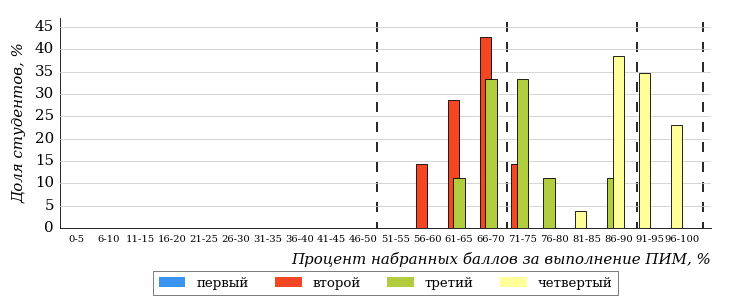 Доля студентов, %
45
40
35
30
25
20
15
10
5
0
0-5 6-10 11-15 16-20 21-25 26-30 31-35 36-40 41-45 46-50 51-55 56-60 61-65 66-70 71-75 76-80 81-85 86-90 91-95 96-100
Процент набранных баллов за выполнение ПИМ, %
первый второй третий четвертый